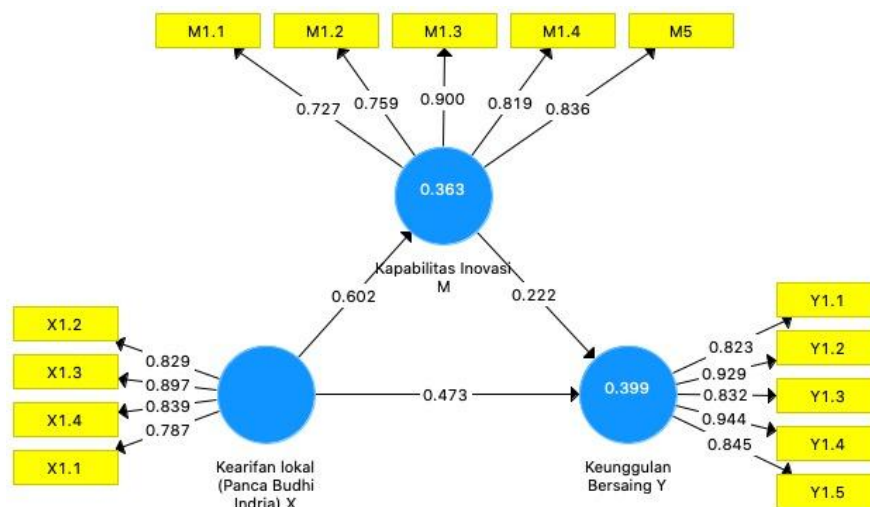 M1.1 M1.2 M1.3 M1.4 M5
0.727 0.759 0.900 0.819 0.836
0.363
Kapabilitas Inovasi
M
0.602 0.222
X1.2
X1.3
X1.4
X1.1
0.829
0.897
0.839
0.787
0.473
Kearifan lokal
(Panca Budhi
Indria) X
0.399
Keunggulan
Bersaing Y
0.823
0.929
0.832
0.944
0.845
Y1.1
Y1.2
Y1.3
Y1.4
Y1.5